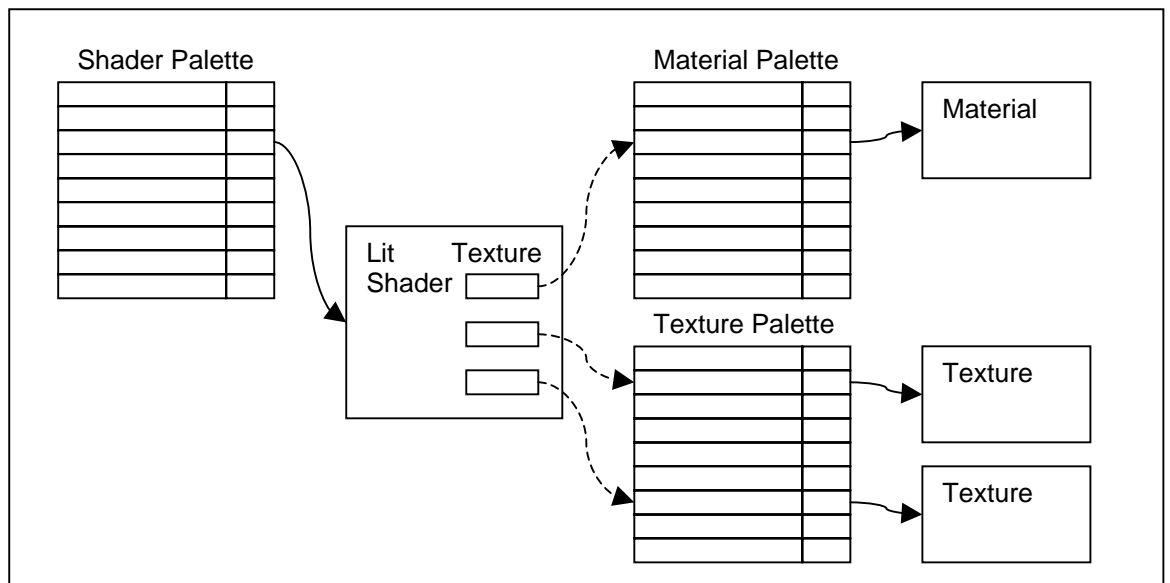 Shader Palette
Material Palette
Material
Lit Texture
Shader
Texture Palette
Texture
Texture